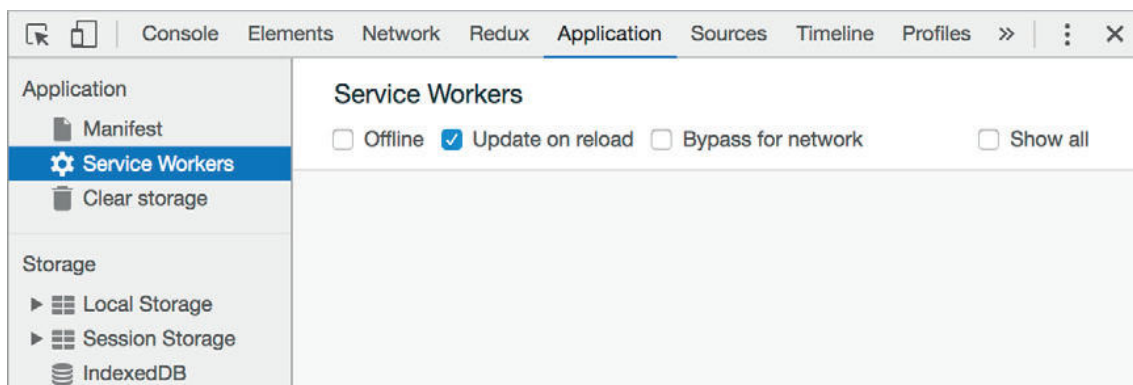 Console Elements Network Redux Application Sources Timeline Profiles »
Application
Manifest
Service Workers
Clear storage
Storage
Local Storage
Session Storage
IndexedDB
Service Workers
Offline Update on reload Bypass for network Show all